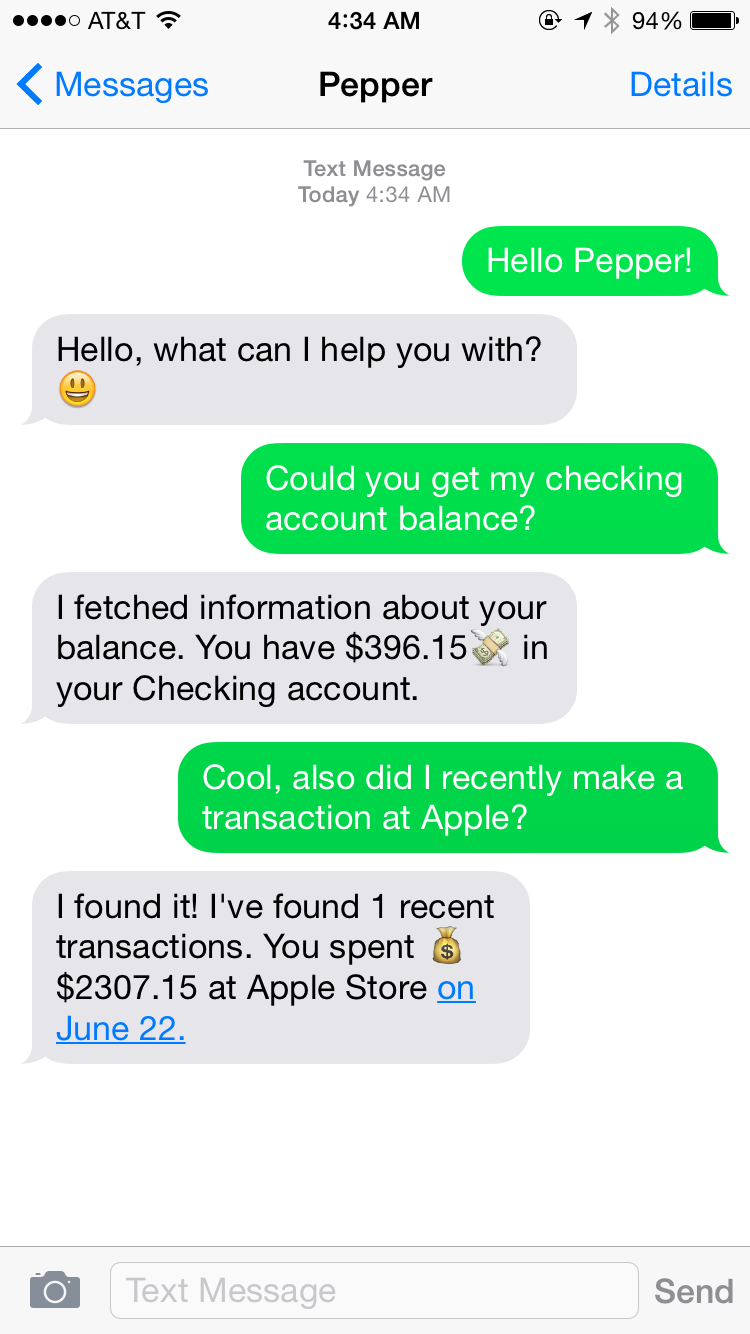 AT&T 4:34 AM 94%
Messages Pepper Details
Text Message
Today 4:34 AM
Hello Pepper!
Hello, what can I help you with?
😃
Could you get my checking
account balance?
I fetched information about your
balance. You have $396.15💸 in
your Checking account.
Cool, also did I recently make a
transaction at Apple?
I found it! I've found 1 recent
transactions. You spent 💰
$2307.15 at Apple Store on
June 22.
Text Message Send